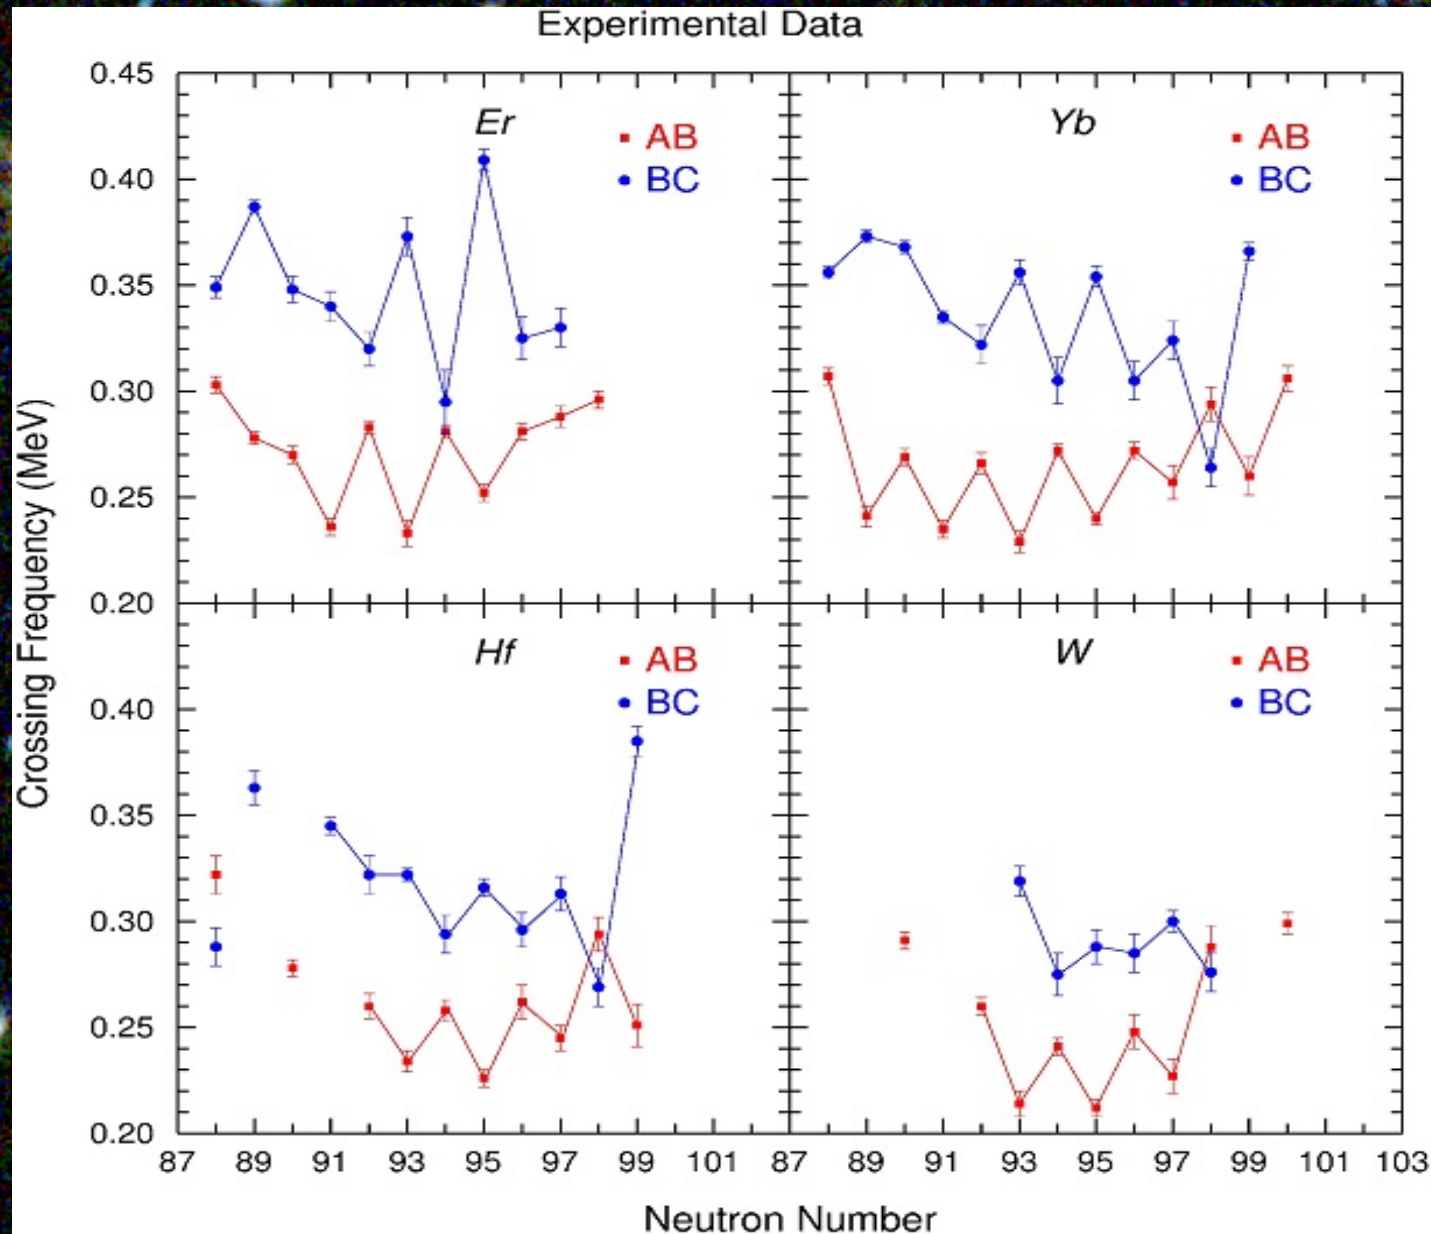 Experimental Data
Er
AB
BC
Yb
AB
BC
0.45
0.40
0.35
0.30
0.25
0.20
Hf
AB
BC
W
AB
BC
0.40
0.35
0.30
0.25
0.20
87 89 91 93 95 97 99 101 87 89 91 93 95 97 99 101 103
Crossing Frequency (MeV)
Neutron Number